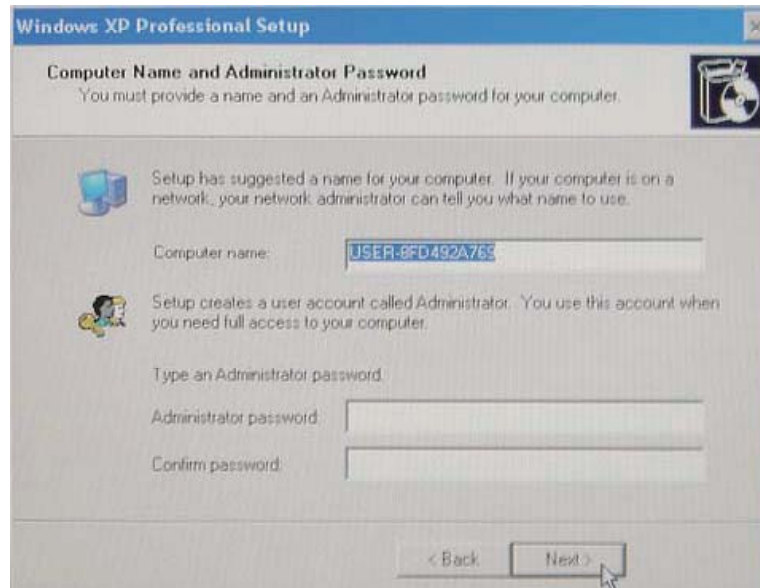 Windows XP Professional Setup
Computer Name and Administrator Password
You must provide a name and an Administrator password for your computer.
Setup has suggested a name for your computer. If your computer is on a
network, your network administrator can tell you what name to use.
Computer name: USER-8FD492A769
Setup creates a user account called Administrator. You use this account when
you need full access to your computer.
Type an Administrator password.
Administrator password:
Confirm password:
< Back Next >